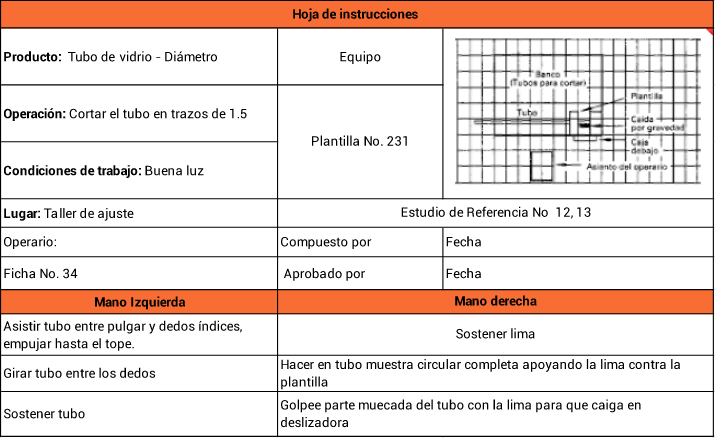 Hoja de instrucciones
Producto: Tubo de vidrio - Diámetro
Equipo
Banco
(Tubos para cortar)
Plantilla
Tubo
Caida
por gravedad
Caja
debajo
Asiento del operario
Operación: Cortar el tubo en trazos de 1.5
Plantilla No. 231
Condiciones de trabajo: Buena luz
Lugar: Taller de ajuste
Estudio de Referencia No 12, 13
Operario:
Compuesto por
Fecha
Ficha No. 34
Aprobado por
Fecha
Mano Izquierda
Mano derecha
Asistir tubo entre pulgar y dedos índices,
empujar hasta el tope.
Sostener lima
Girar tubo entre los dedos
Hacer en tubo muestra circular completa apoyando la lima contra la
plantilla
Sostener tubo
Golpee parte muecada del tubo con la lima para que caiga en
deslizadora